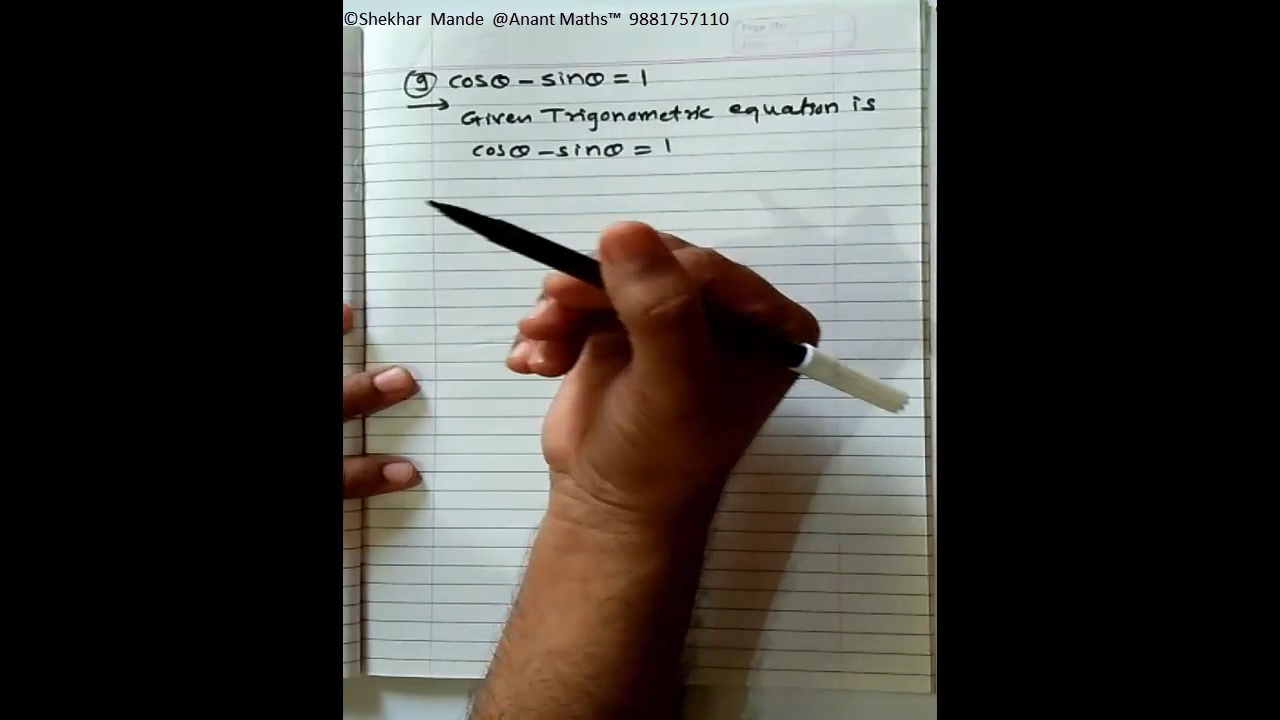 ©Shekhar Mande @Anant Maths™ 9881757110
9 cosθ - sinθ = 1
→ Given Trigonometric equation is
cosθ - sinθ = 1